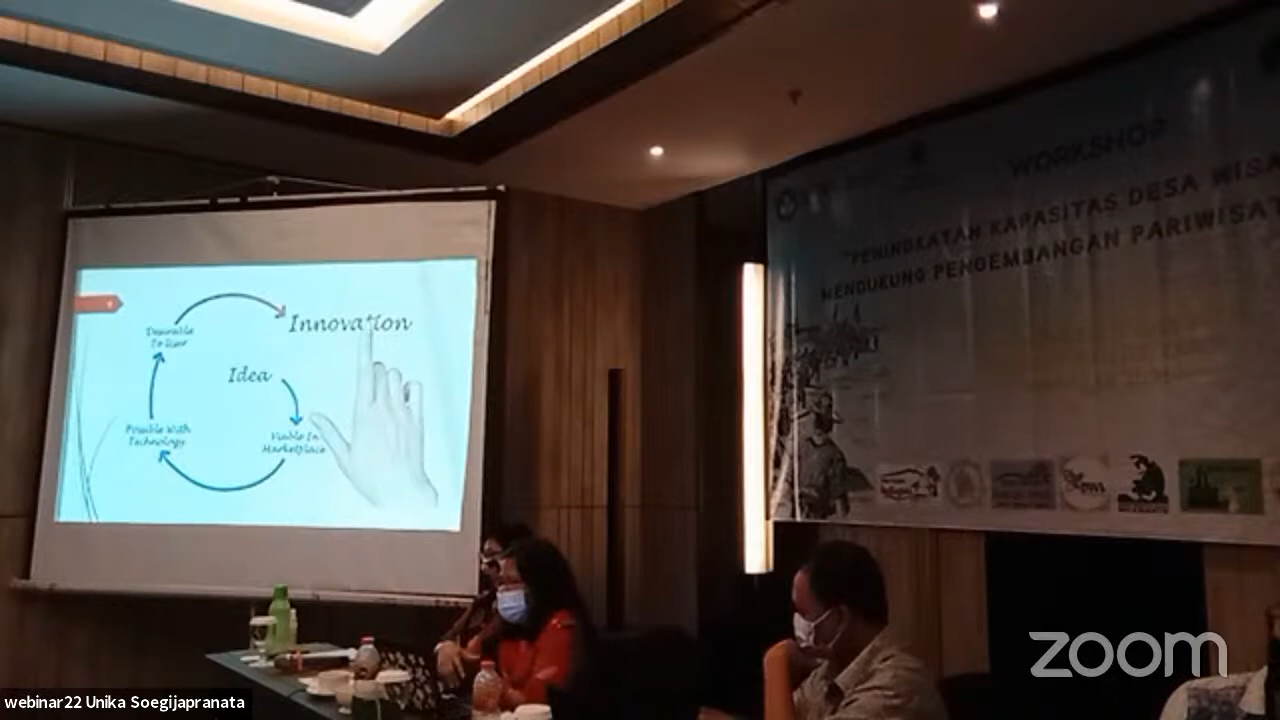 WORKSHOP
"PENINGKATAN KAPASITAS DESA WISA
MENDUKUNG PENGEMBANGAN PARIWISA
Innovation
Desirable
To User
Idea
Possible With
Technology
Viable In
Marketplace
zoom
webinar22 Unika Soegijapranata